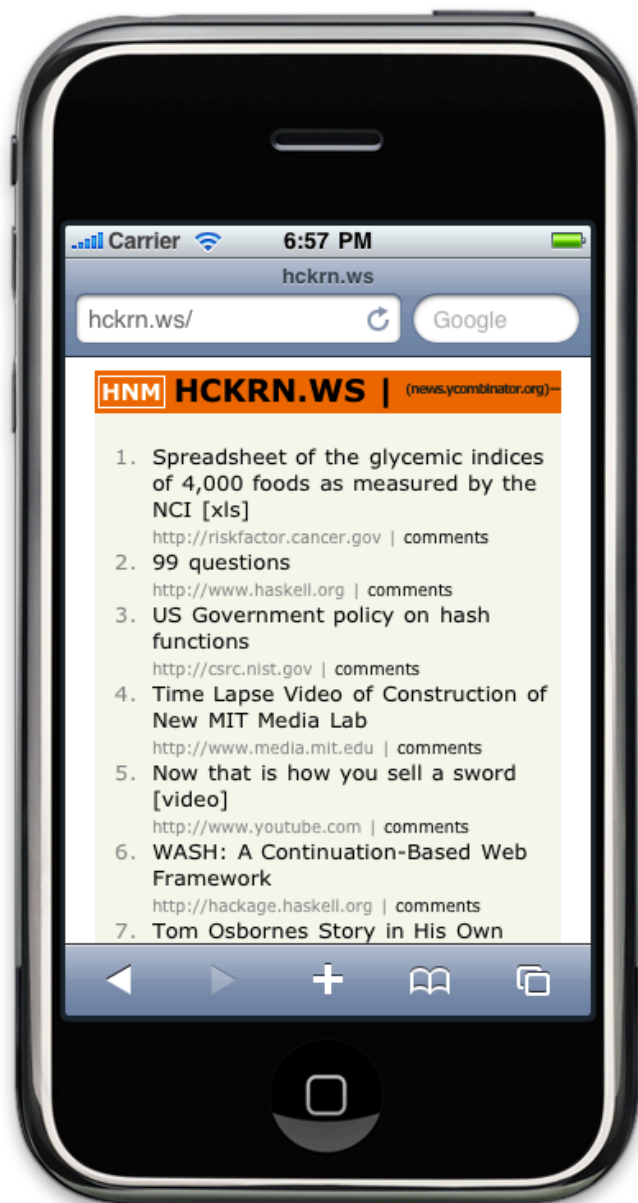 Carrier 6:57 PM
hckrn.ws
hckrn.ws/ Google
HNM HCKRN.WS | (news.ycombinator.org)—
1. Spreadsheet of the glycemic indices
of 4,000 foods as measured by the
NCI [xls]
http://riskfactor.cancer.gov | comments
2. 99 questions
http://www.haskell.org | comments
3. US Government policy on hash
functions
http://csrc.nist.gov | comments
4. Time Lapse Video of Construction of
New MIT Media Lab
http://www.media.mit.edu | comments
5. Now that is how you sell a sword
[video]
http://www.youtube.com | comments
6. WASH: A Continuation-Based Web
Framework
http://hackage.haskell.org | comments
7. Tom Osbornes Story in His Own